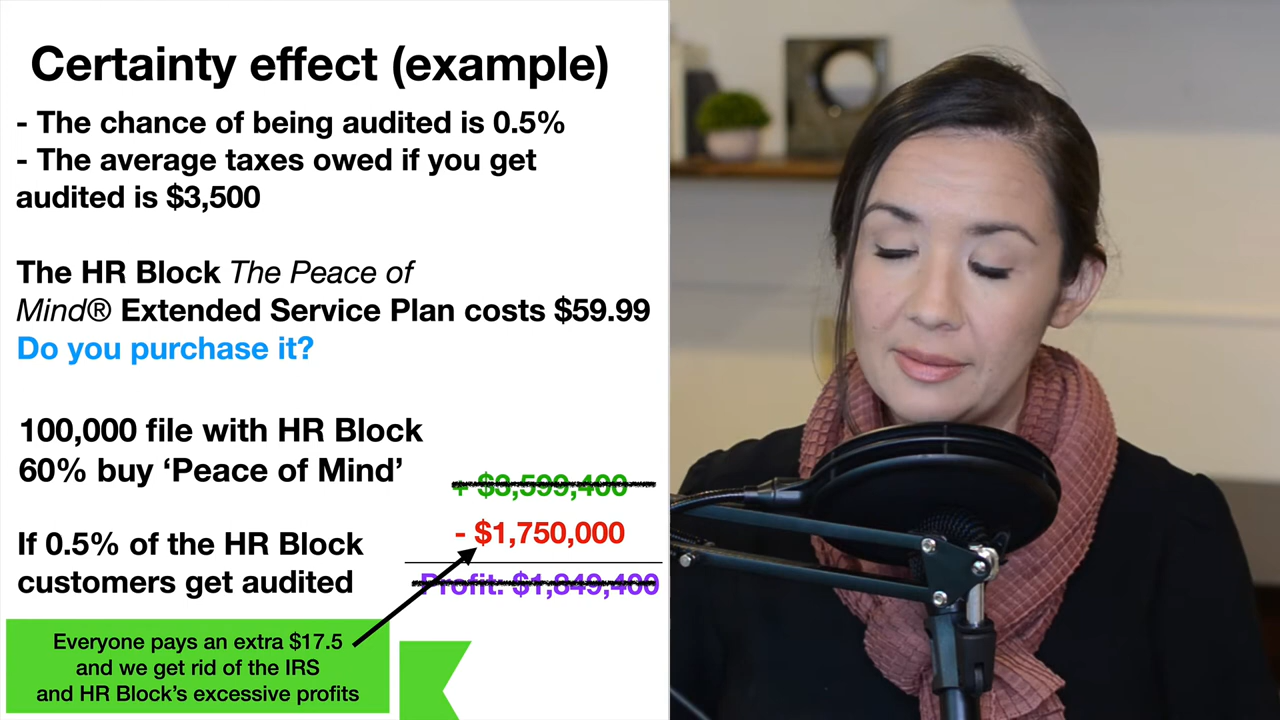 Certainty effect (example)
- The chance of being audited is 0.5%
- The average taxes owed if you get
audited is $3,500
The HR Block The Peace of
Mind® Extended Service Plan costs $59.99
Do you purchase it?
100,000 file with HR Block
60% buy ‘Peace of Mind’
+ $3,599,400
- $1,750,000
If 0.5% of the HR Block
customers get audited
Profit: $1,849,400
Everyone pays an extra $17.5
and we get rid of the IRS
and HR Block’s excessive profits